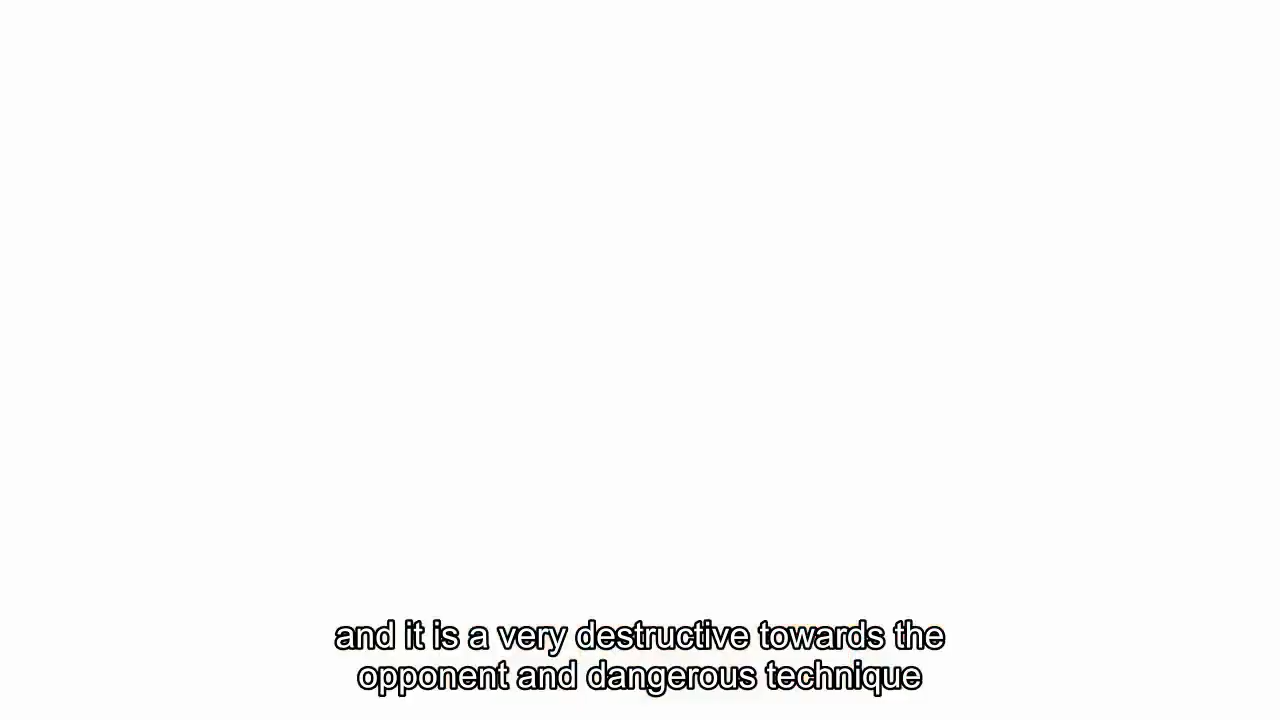 and it is a very destructive towards the
opponent and dangerous technique